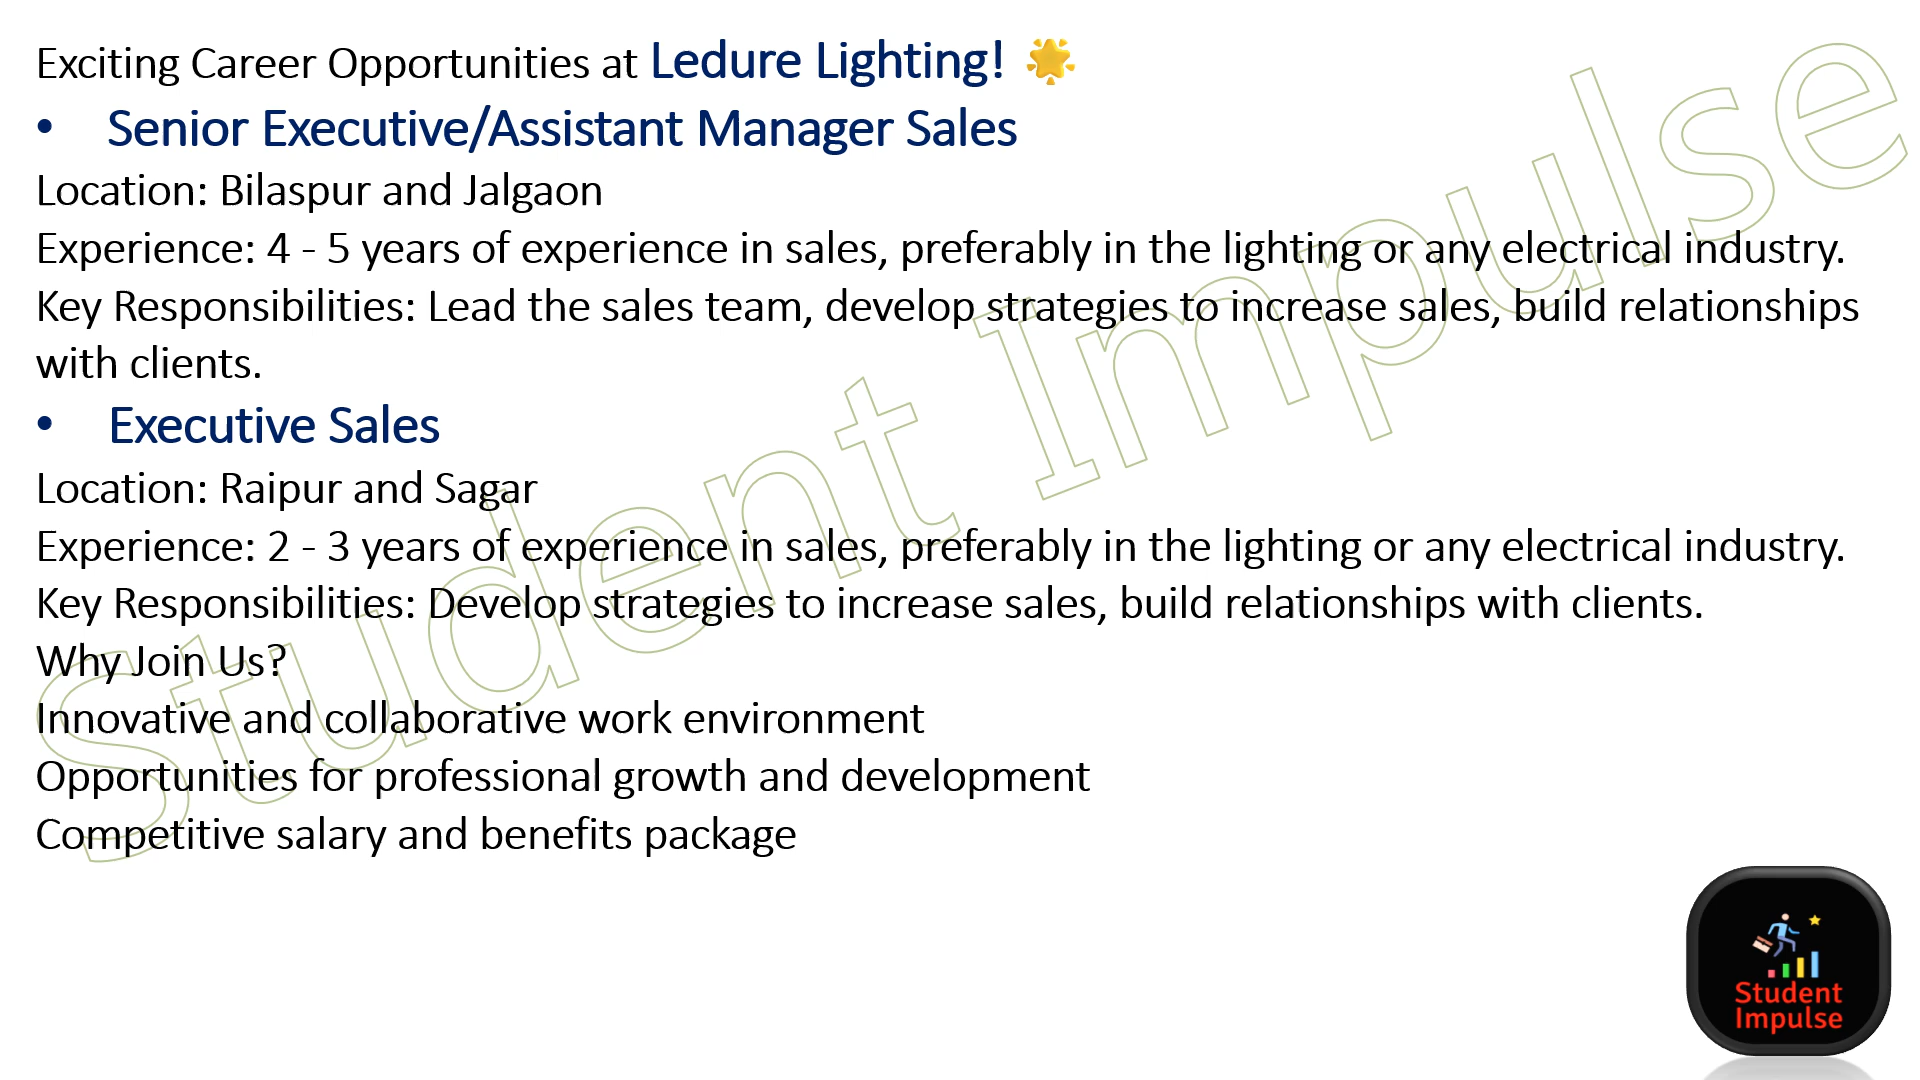 Exciting Career Opportunities at Ledure Lighting! 🌟
• Senior Executive/Assistant Manager Sales
Location: Bilaspur and Jalgaon
Experience: 4 - 5 years of experience in sales, preferably in the lighting or any electrical industry.
Key Responsibilities: Lead the sales team, develop strategies to increase sales, build relationships
with clients.
• Executive Sales
Location: Raipur and Sagar
Experience: 2 - 3 years of experience in sales, preferably in the lighting or any electrical industry.
Key Responsibilities: Develop strategies to increase sales, build relationships with clients.
Why Join Us?
Innovative and collaborative work environment
Opportunities for professional growth and development
Competitive salary and benefits package
Student Impulse
Student
Impulse